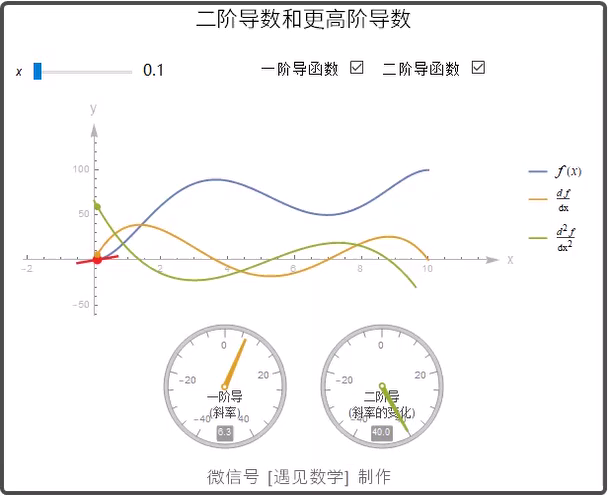 二阶导数和更高阶导数
x 0.1 一阶导函数 二阶导函数
y
100
50
-50
-2 2 4 6 8 10 x
f(x)
df
dx
d²f
dx²
0
-20 20
-40 40
一阶导
(斜率)
6.3
0
-20 20
-40 40
二阶导
(斜率的变化)
40.0
微信号 [遇见数学] 制作